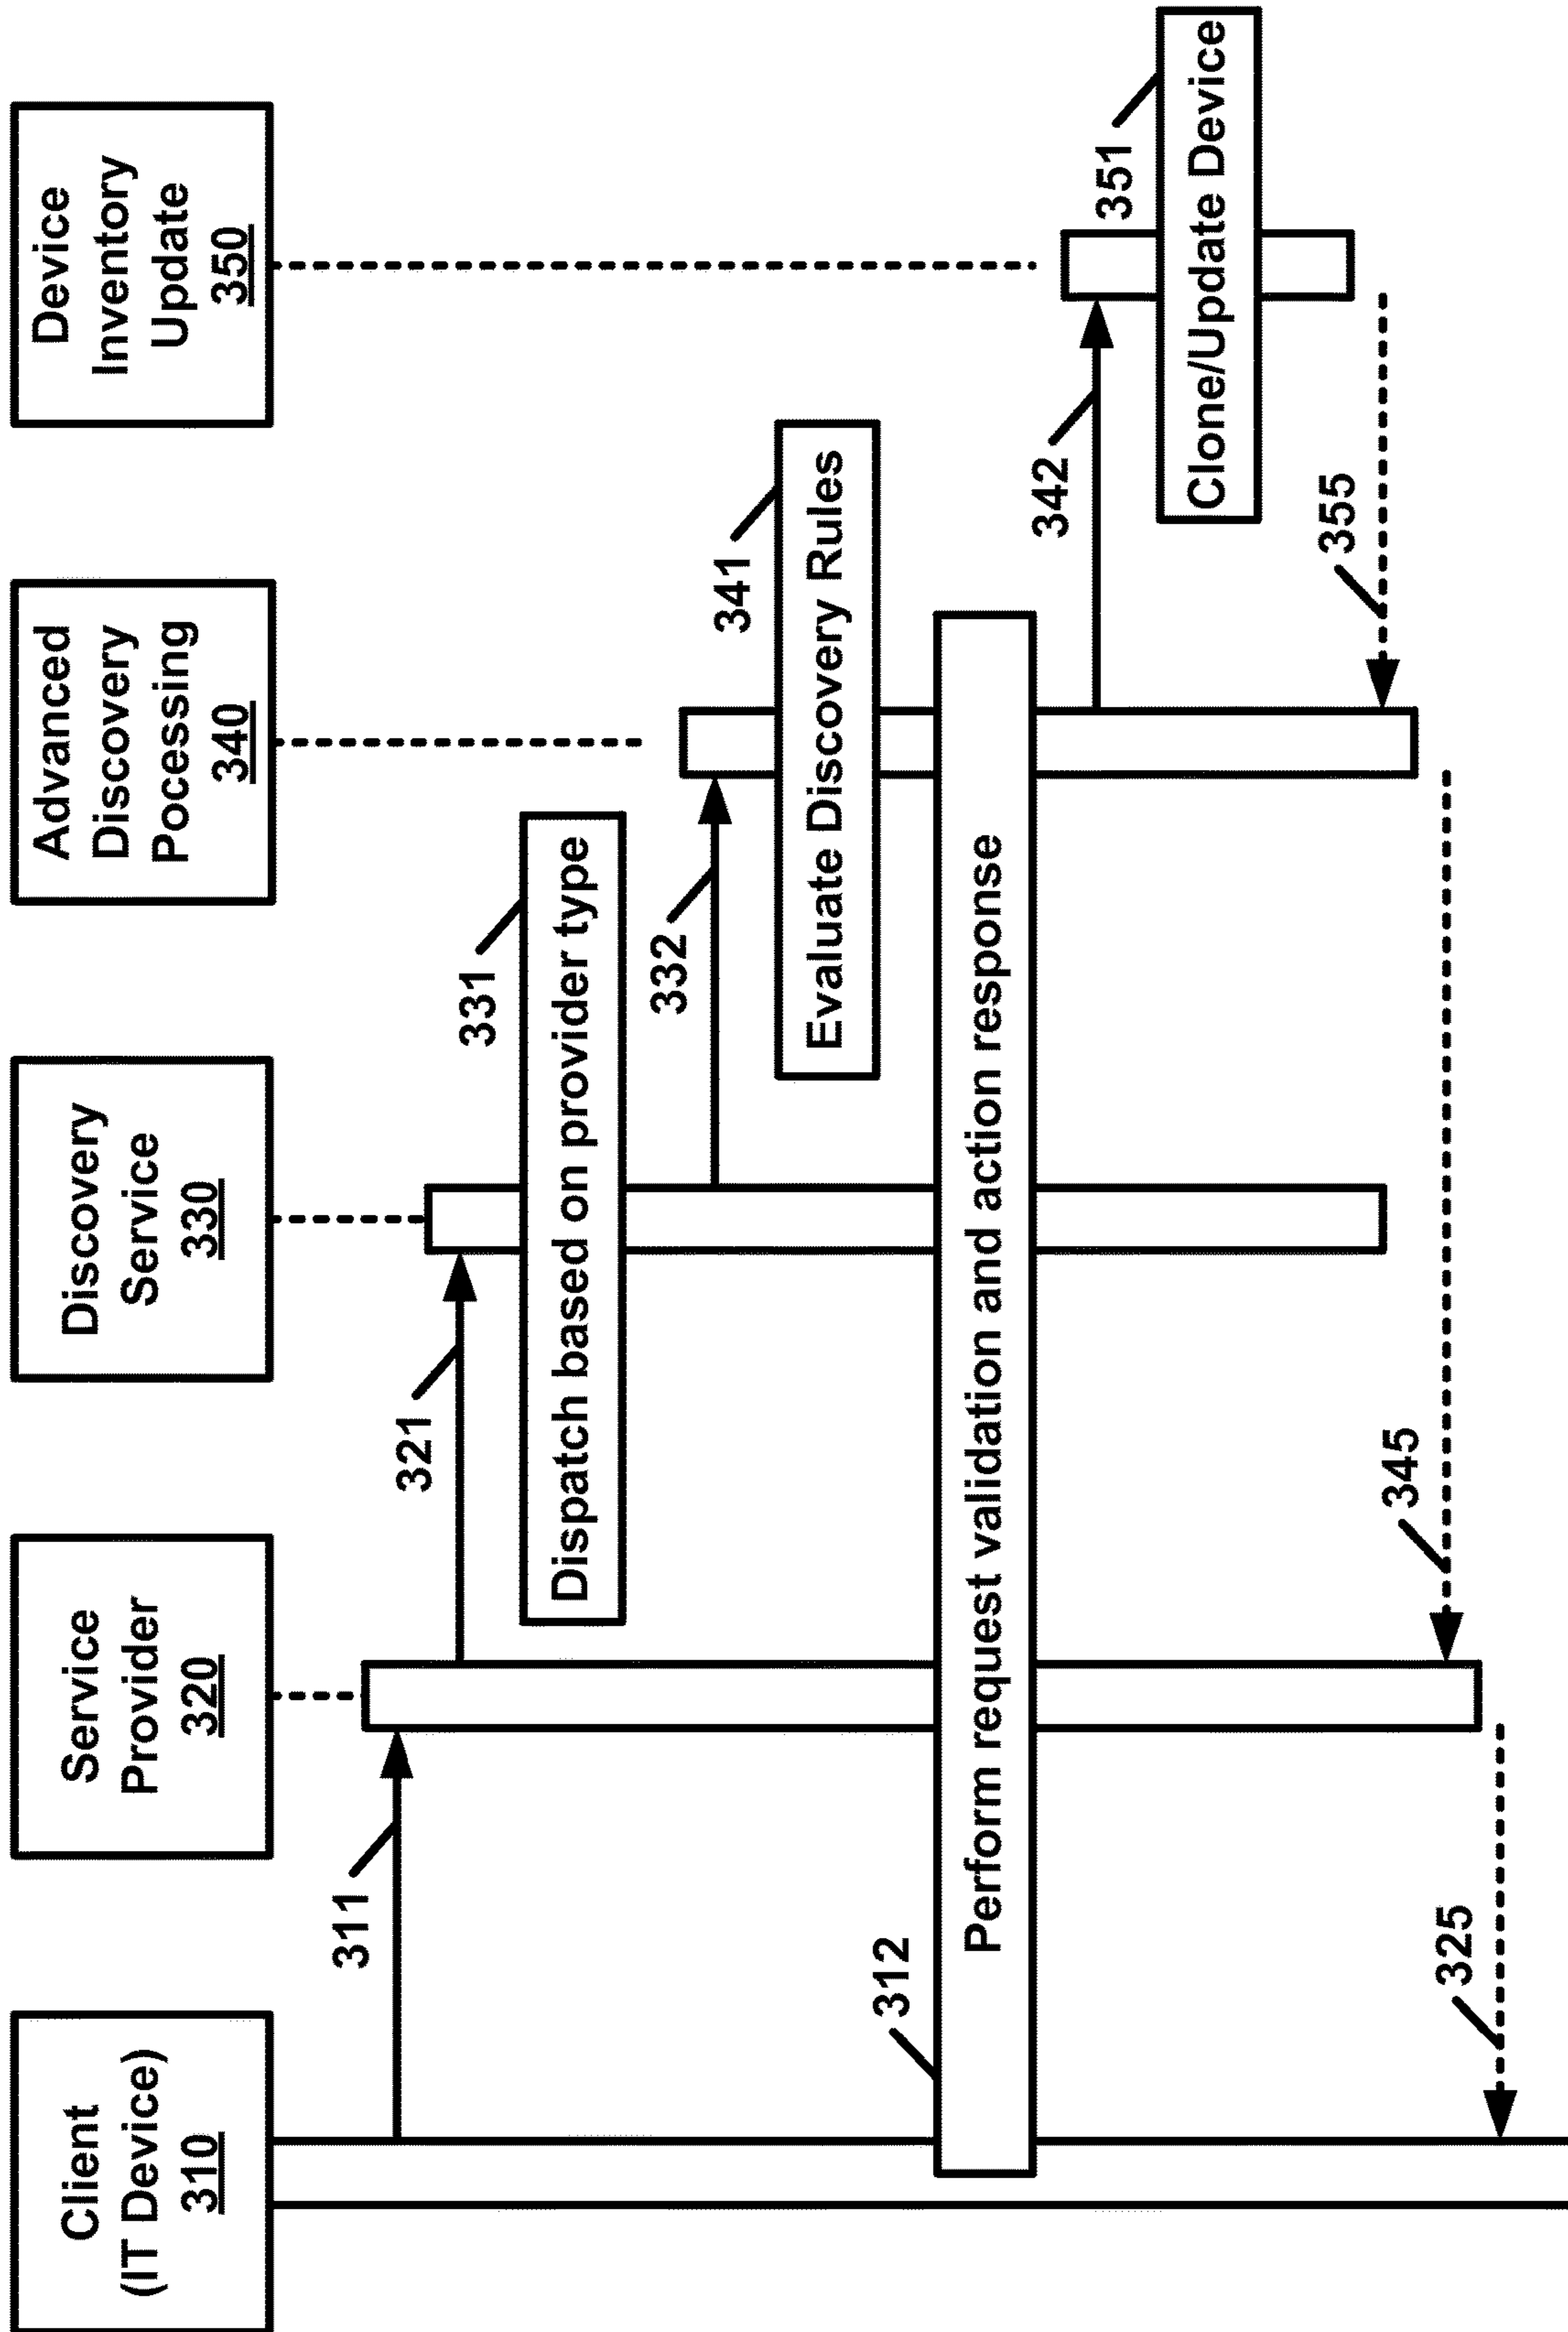 Client
(IT Device)
310
Service
Provider
320
Discovery
Service
330
Advanced
Discovery
Pocessing
340
Device
Inventory
Update
350
311
321
Dispatch based on provider type
331
332
Evaluate Discovery Rules
341
312
Perform request validation and action response
342
Clone/Update Device
351
355
345
325